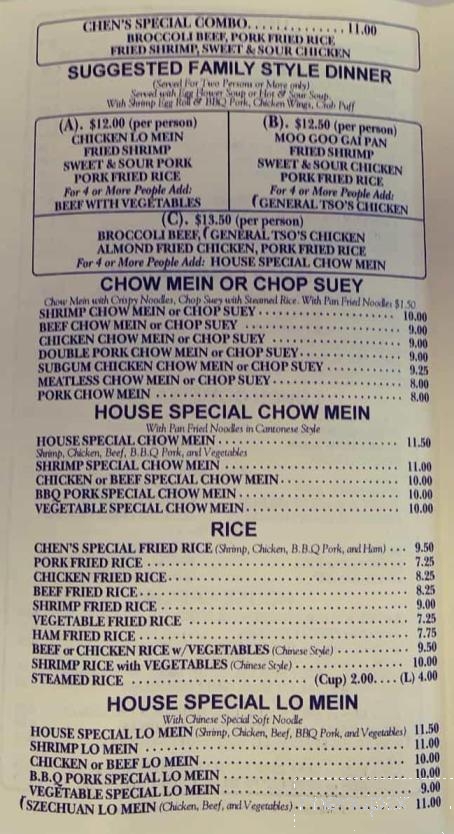 CHEN'S SPECIAL COMBO.............. 11.00
BROCCOLI BEEF, PORK FRIED RICE
FRIED SHRIMP, SWEET & SOUR CHICKEN
SUGGESTED FAMILY STYLE DINNER
(Served For Two Persons or More only)
Served with Egg Flower Soup or Hot & Sour Soup,
With Shrimp Egg Roll & BBQ Pork, Chicken Wings, Crab Puff
(A). $12.00 (per person)
CHICKEN LO MEIN
FRIED SHRIMP
SWEET & SOUR PORK
PORK FRIED RICE
For 4 or More People Add:
BEEF WITH VEGETABLES
(B). $12.50 (per person)
MOO GOO GAI PAN
FRIED SHRIMP
SWEET & SOUR CHICKEN
PORK FRIED RICE
For 4 or More People Add:
GENERAL TSO'S CHICKEN
(C). $13.50 (per person)
BROCCOLI BEEF, GENERAL TSO'S CHICKEN
ALMOND FRIED CHICKEN, PORK FRIED RICE
For 4 or More People Add: HOUSE SPECIAL CHOW MEIN
CHOW MEIN OR CHOP SUEY
Chow Mein with Crispy Noodles, Chop Suey with Steamed Rice. With Pan Fried Noodles $1.50
SHRIMP CHOW MEIN or CHOP SUEY 10.00
BEEF CHOW MEIN or CHOP SUEY 9.00
CHICKEN CHOW MEIN or CHOP SUEY 9.00
DOUBLE PORK CHOW MEIN or CHOP SUEY 9.00
SUBGUM CHICKEN CHOW MEIN or CHOP SUEY 9.25
MEATLESS CHOW MEIN or CHOP SUEY 8.00
PORK CHOW MEIN 8.00
HOUSE SPECIAL CHOW MEIN
With Pan Fried Noodles in Cantonese Style
HOUSE SPECIAL CHOW MEIN 11.50
Shrimp, Chicken, Beef, B.B.Q Pork, and Vegetables
SHRIMP SPECIAL CHOW MEIN 11.00
CHICKEN or BEEF SPECIAL CHOW MEIN 10.00
BBQ PORK SPECIAL CHOW MEIN 10.00
VEGETABLE SPECIAL CHOW MEIN 10.00
RICE
CHEN'S SPECIAL FRIED RICE (Shrimp, Chicken, B.B.Q Pork, and Ham) 9.50
PORK FRIED RICE 7.25
CHICKEN FRIED RICE 8.25
BEEF FRIED RICE 8.25
SHRIMP FRIED RICE 9.00
VEGETABLE FRIED RICE 7.25
HAM FRIED RICE 7.75
BEEF or CHICKEN RICE w/VEGETABLES (Chinese Style) 9.50
SHRIMP RICE with VEGETABLES (Chinese Style) 10.00
STEAMED RICE (Cup) 2.00.... (L) 4.00
HOUSE SPECIAL LO MEIN
With Chinese Special Soft Noodle
HOUSE SPECIAL LO MEIN (Shrimp, Chicken, Beef, BBQ Pork, and Vegetables) 11.50
SHRIMP LO MEIN 11.00
CHICKEN or BEEF LO MEIN 10.00
B.B.Q PORK SPECIAL LO MEIN 10.00
VEGETABLE SPECIAL LO MEIN 9.00
SZECHUAN LO MEIN (Chicken, Beef, and Vegetables) 11.00